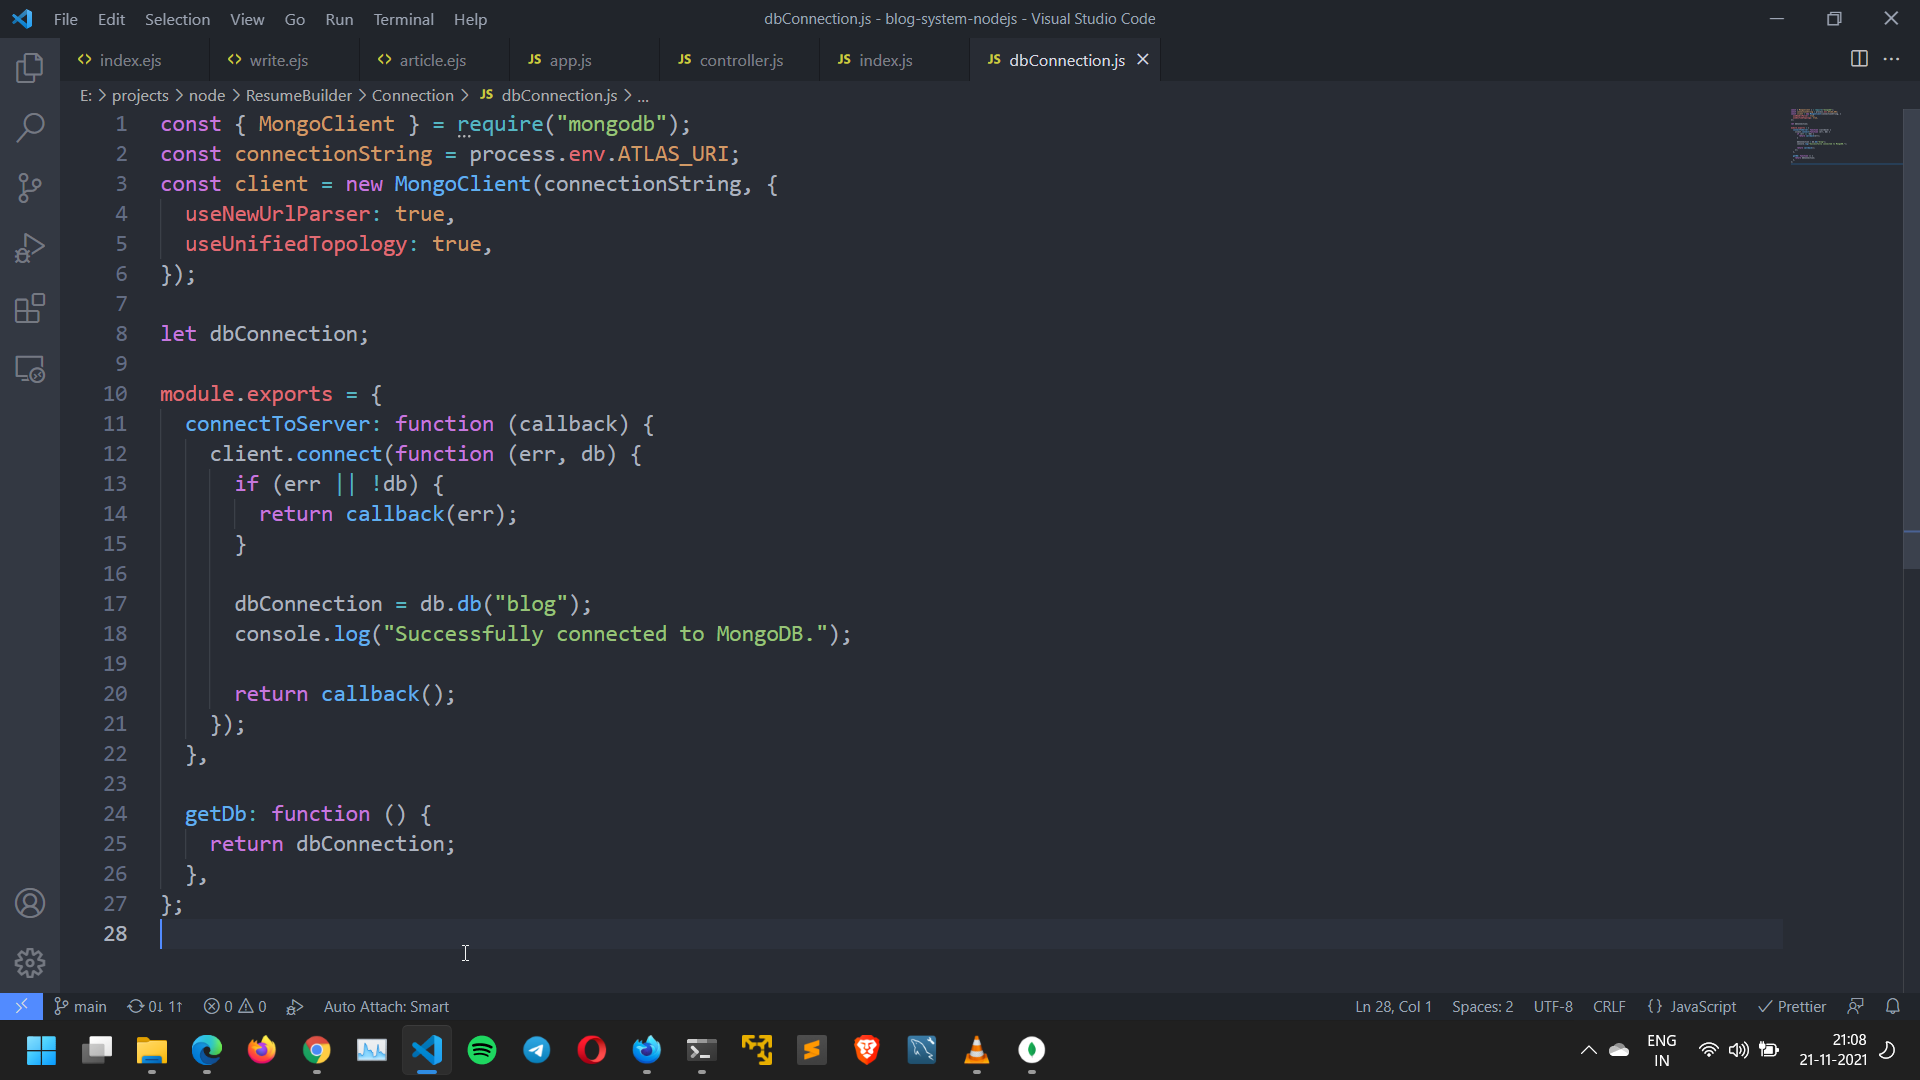 File Edit Selection View Go Run Terminal Help
dbConnection.js - blog-system-nodejs - Visual Studio Code
index.ejs write.ejs article.ejs JS app.js JS controller.js JS index.js JS dbConnection.js
E: > projects > node > ResumeBuilder > Connection > JS dbConnection.js > ...
1 const { MongoClient } = require("mongodb");
2 const connectionString = process.env.ATLAS_URI;
3 const client = new MongoClient(connectionString, {
4 useNewUrlParser: true,
5 useUnifiedTopology: true,
6 });
7
8 let dbConnection;
9
10 module.exports = {
11 connectToServer: function (callback) {
12 client.connect(function (err, db) {
13 if (err || !db) {
14 return callback(err);
15 }
16
17 dbConnection = db.db("blog");
18 console.log("Successfully connected to MongoDB.");
19
20 return callback();
21 });
22 },
23
24 getDb: function () {
25 return dbConnection;
26 },
27 };
28
main 0↓ 1↑ 0 0 Auto Attach: Smart
Ln 28, Col 1 Spaces: 2 UTF-8 CRLF {} JavaScript Prettier
ENG
IN
21:08
21-11-2021